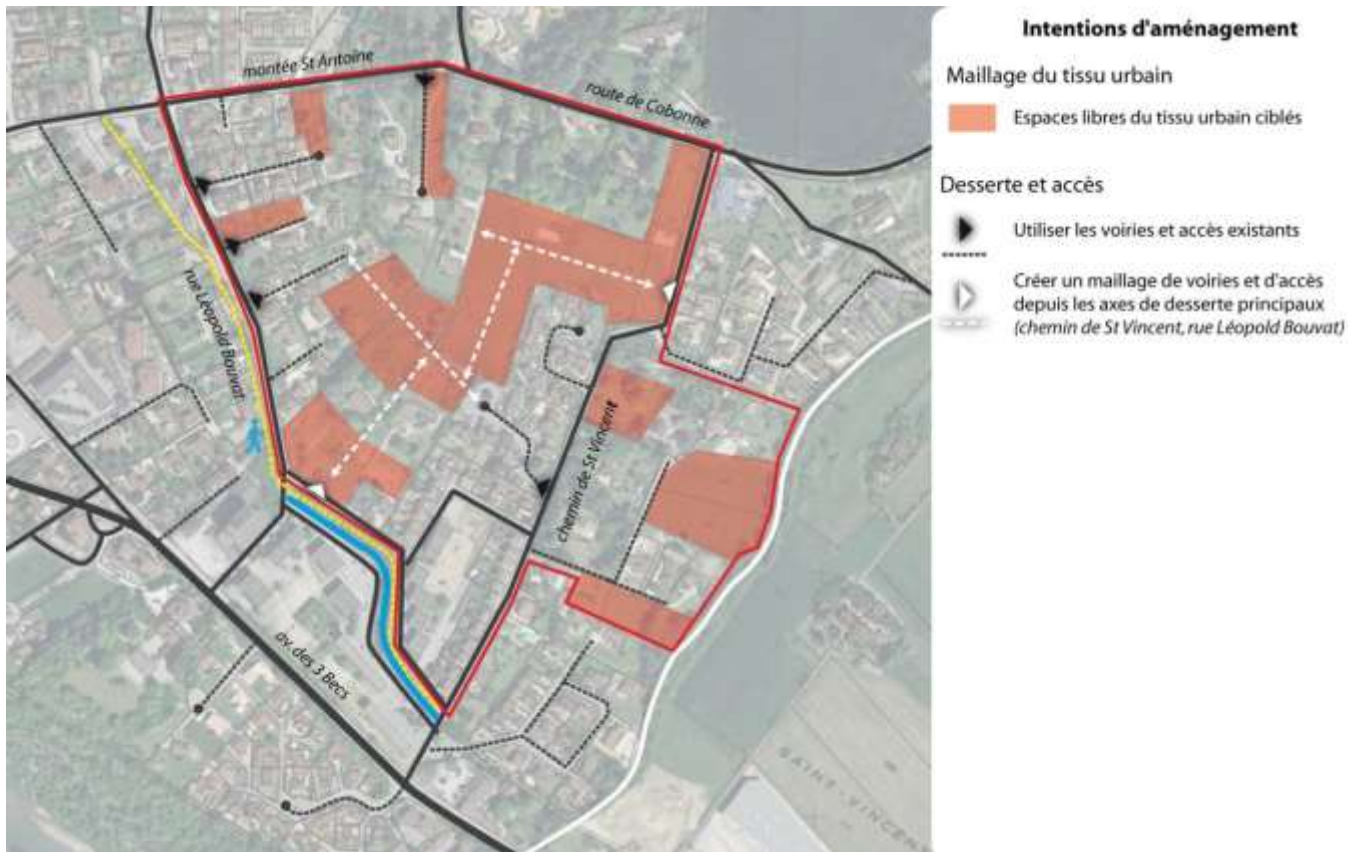 montée St Antoine
route de Cobonne
rue Léopold Bouvat
chemin de St Vincent
av. des 3 Becs
SAINT-VINCENT
Intentions d'aménagement
Maillage du tissu urbain
Espaces libres du tissu urbain ciblés
Desserte et accès
Utiliser les voiries et accès existants
Créer un maillage de voiries et d'accès
depuis les axes de desserte principaux
(chemin de St Vincent, rue Léopold Bouvat)